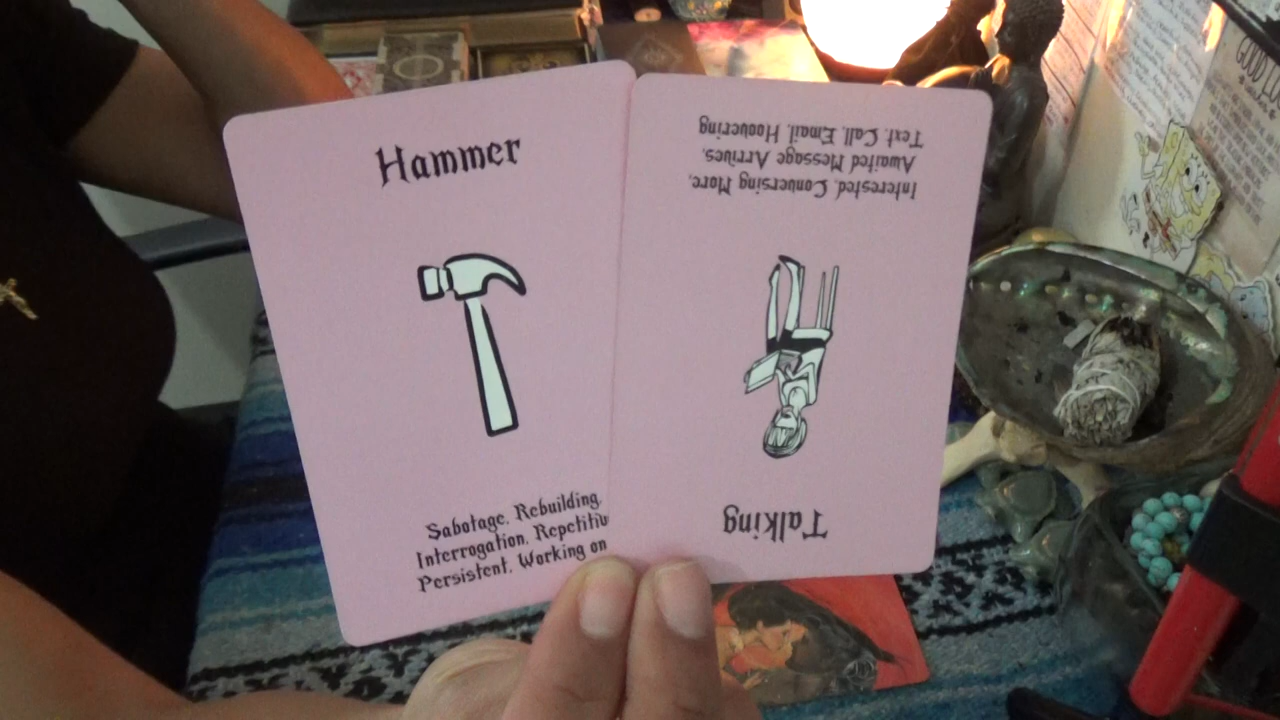 Hammer
Sabotage, Rebuilding,
Interrogation, Repetitiv
Persistent, Working on
Talking
Interested, Conversing More,
Awaited Message Arrives,
Text, Call, Email, Hoovering
GOOD